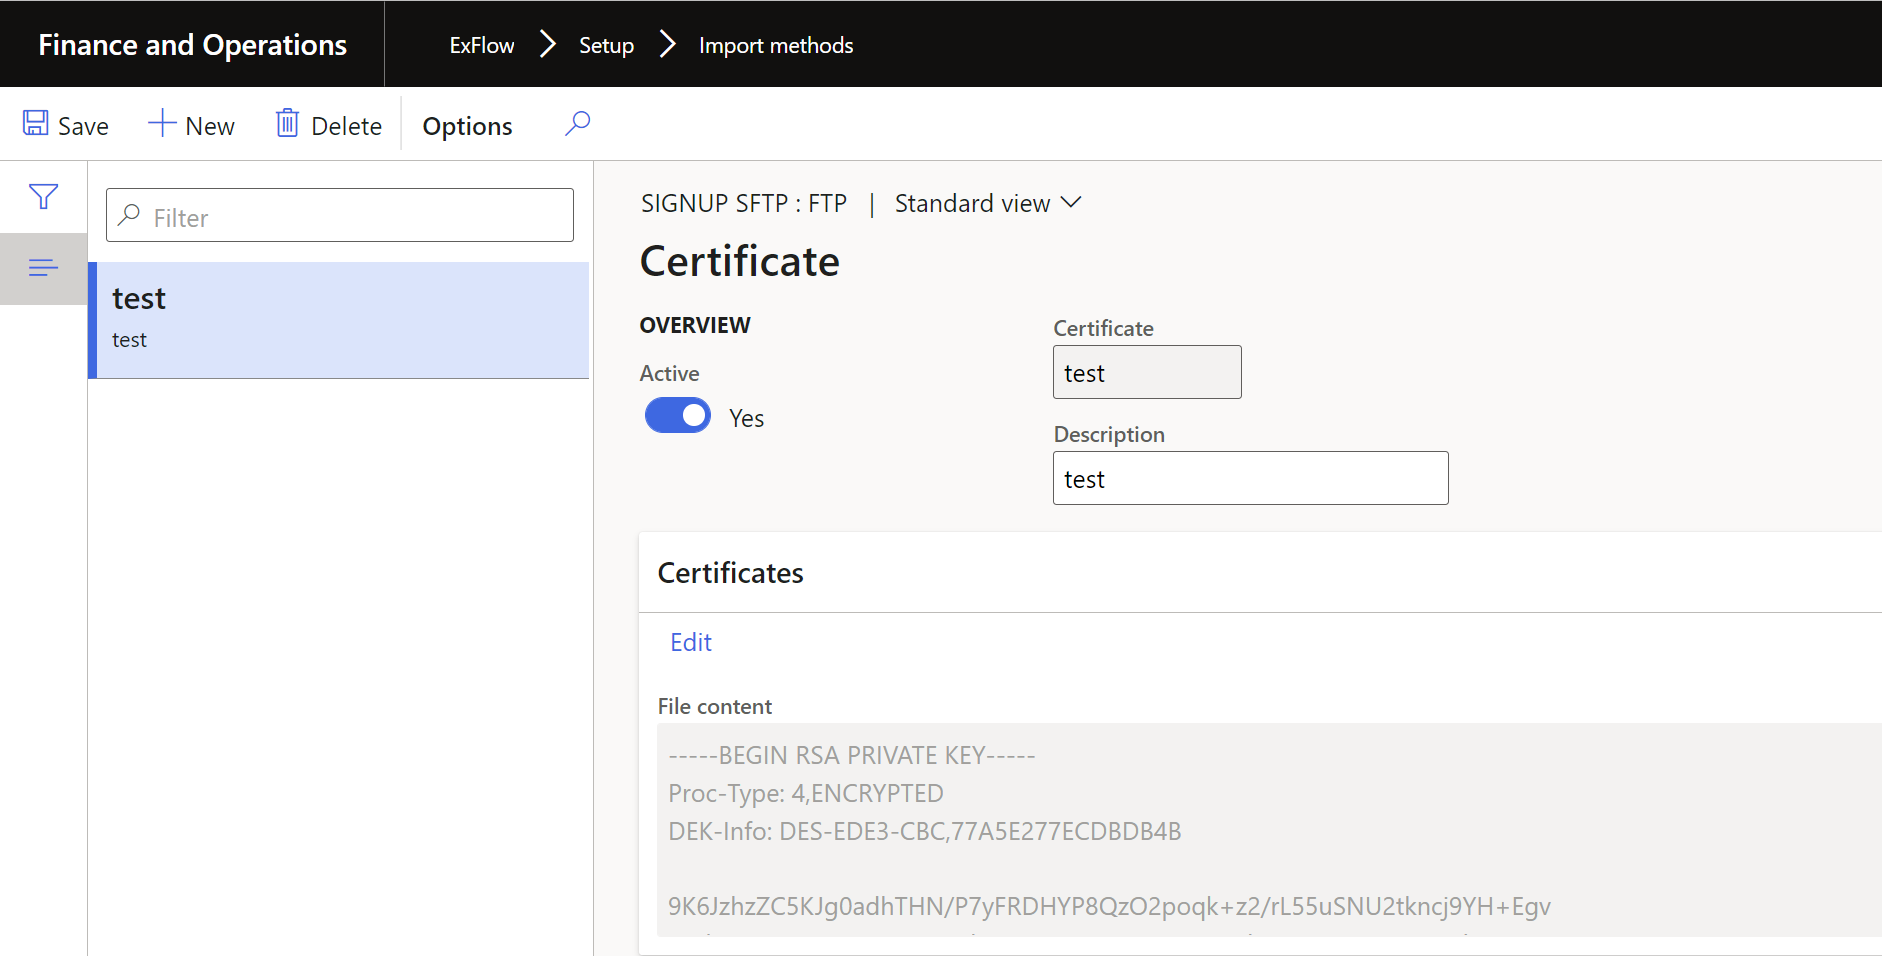 Finance and Operations
ExFlow > Setup > Import methods
Save New Delete Options
Filter
test
test
SIGNUP SFTP : FTP | Standard view
Certificate
OVERVIEW
Active
Yes
Certificate
test
Description
test
Certificates
Edit
File content
-----BEGIN RSA PRIVATE KEY-----
Proc-Type: 4,ENCRYPTED
DEK-Info: DES-EDE3-CBC,77A5E277ECDBDB4B
9K6JzhzZC5KJg0adhTHN/P7yFRDHYP8QzO2poqk+z2/rL55uSNU2tkncj9YH+Egv